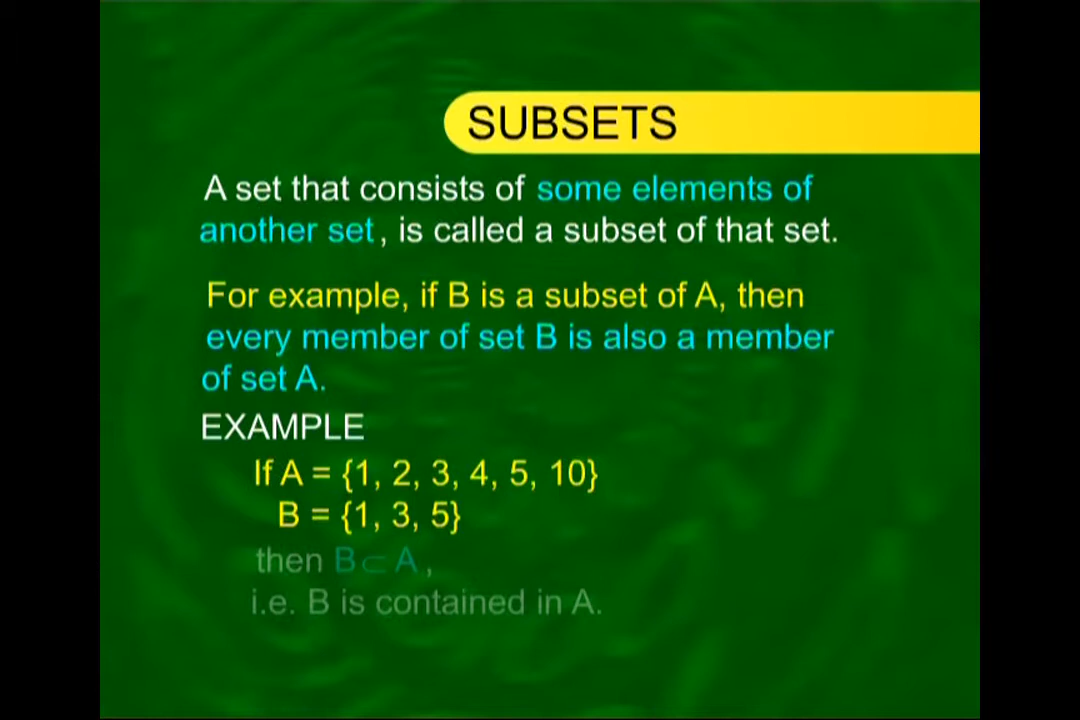 SUBSETS
A set that consists of some elements of
another set, is called a subset of that set.
For example, if B is a subset of A, then
every member of set B is also a member
of set A.
EXAMPLE
If A = {1, 2, 3, 4, 5, 10}
B = {1, 3, 5}
then B ⊂ A,
i.e. B is contained in A.